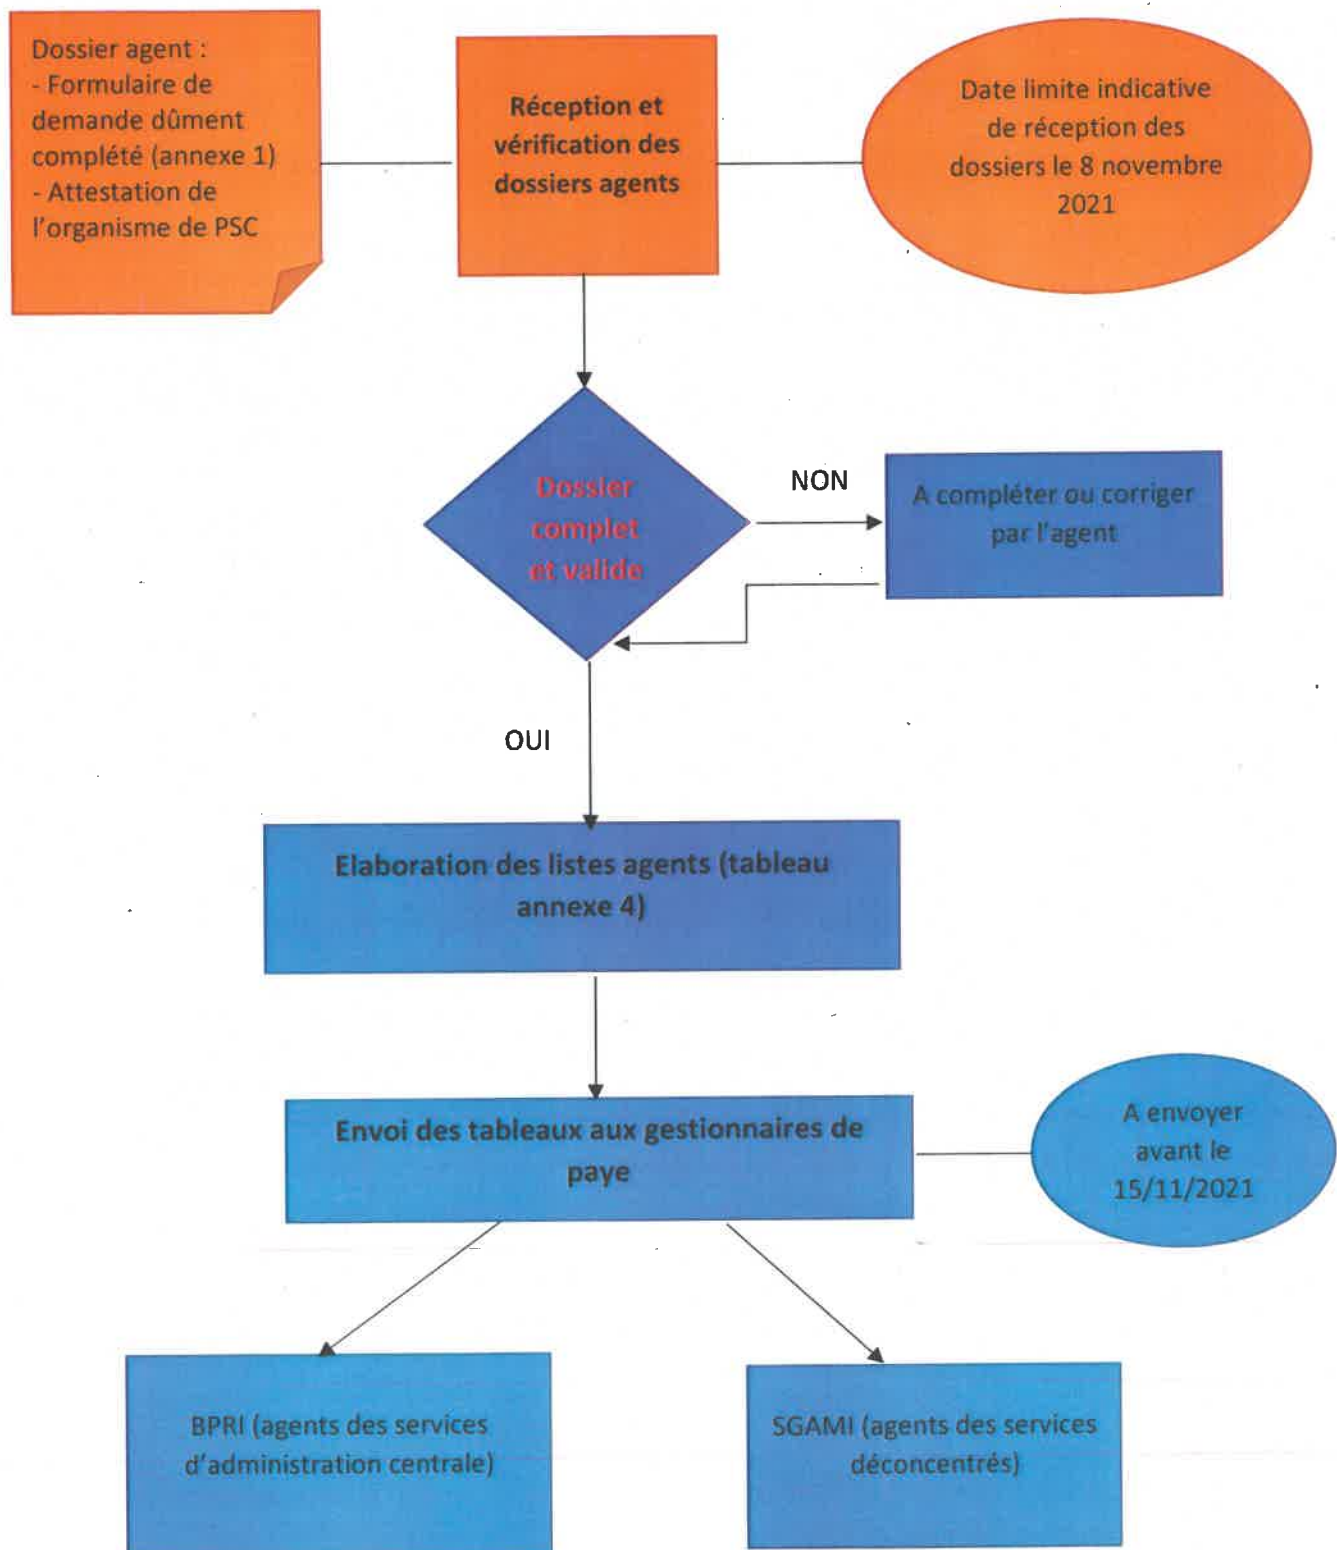 Dossier agent :
- Formulaire de
demande dûment
complété (annexe 1)
- Attestation de
l'organisme de PSC
Réception et
vérification des
dossiers agents
Date limite indicative
de réception des
dossiers le 8 novembre
2021
Dossier
complet
et valide
NON
A compléter ou corriger
par l'agent
OUI
Elaboration des listes agents (tableau
annexe 4)
Envoi des tableaux aux gestionnaires de
paye
A envoyer
avant le
15/11/2021
BPRI (agents des services
d'administration centrale)
SGAMI (agents des services
déconcentrés)